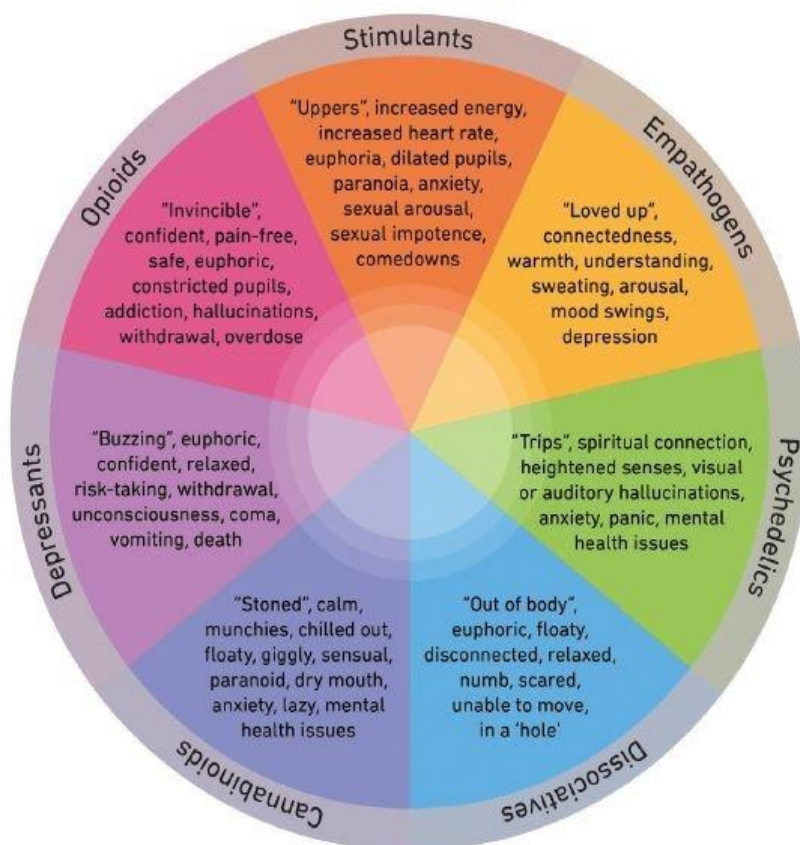 Stimulants
"Uppers", increased energy,
increased heart rate,
euphoria, dilated pupils,
paranoia, anxiety,
sexual arousal,
sexual impotence,
comedowns
Empathogens
"Loved up",
connectedness,
warmth, understanding,
sweating, arousal,
mood swings,
depression
Psychedelics
"Trips", spiritual connection,
heightened senses, visual
or auditory hallucinations,
anxiety, panic, mental
health issues
Dissociatives
"Out of body",
euphoric, floaty,
disconnected, relaxed,
numb, scared,
unable to move,
in a 'hole'
Cannabinoids
"Stoned", calm,
munchies, chilled out,
floaty, giggly, sensual,
paranoid, dry mouth,
anxiety, lazy, mental
health issues
Depressants
"Buzzing", euphoric,
confident, relaxed,
risk-taking, withdrawal,
unconsciousness, coma,
vomiting, death
Opioids
"Invincible",
confident, pain-free,
safe, euphoric,
constricted pupils,
addiction, hallucinations,
withdrawal, overdose